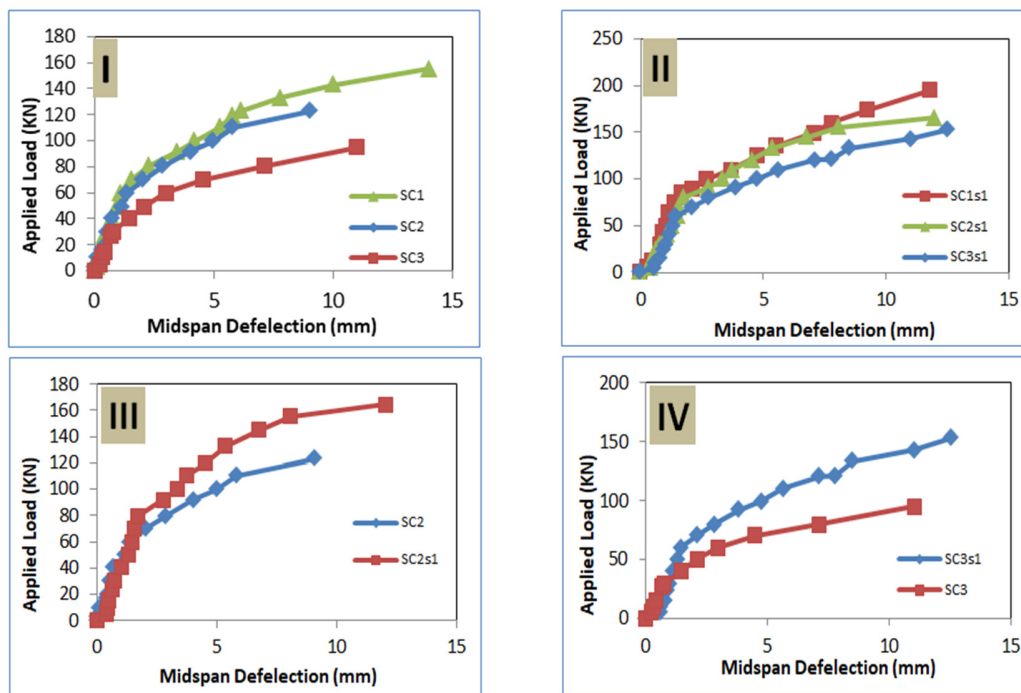 I
Applied Load (KN)
180
160
140
120
100
80
60
40
20
0
0 5 10 15
Midspan Defelection (mm)
SC1
SC2
SC3
II
Applied Load (KN)
250
200
150
100
50
0
0 5 10 15
Midspan Defelection (mm)
SC1s1
SC2s1
SC3s1
III
Applied Load (KN)
180
160
140
120
100
80
60
40
20
0
0 5 10 15
Midspan Defelection (mm)
SC2
SC2s1
IV
Applied Load (KN)
200
150
100
50
0
0 5 10 15
Midspan Defelection (mm)
SC3s1
SC3